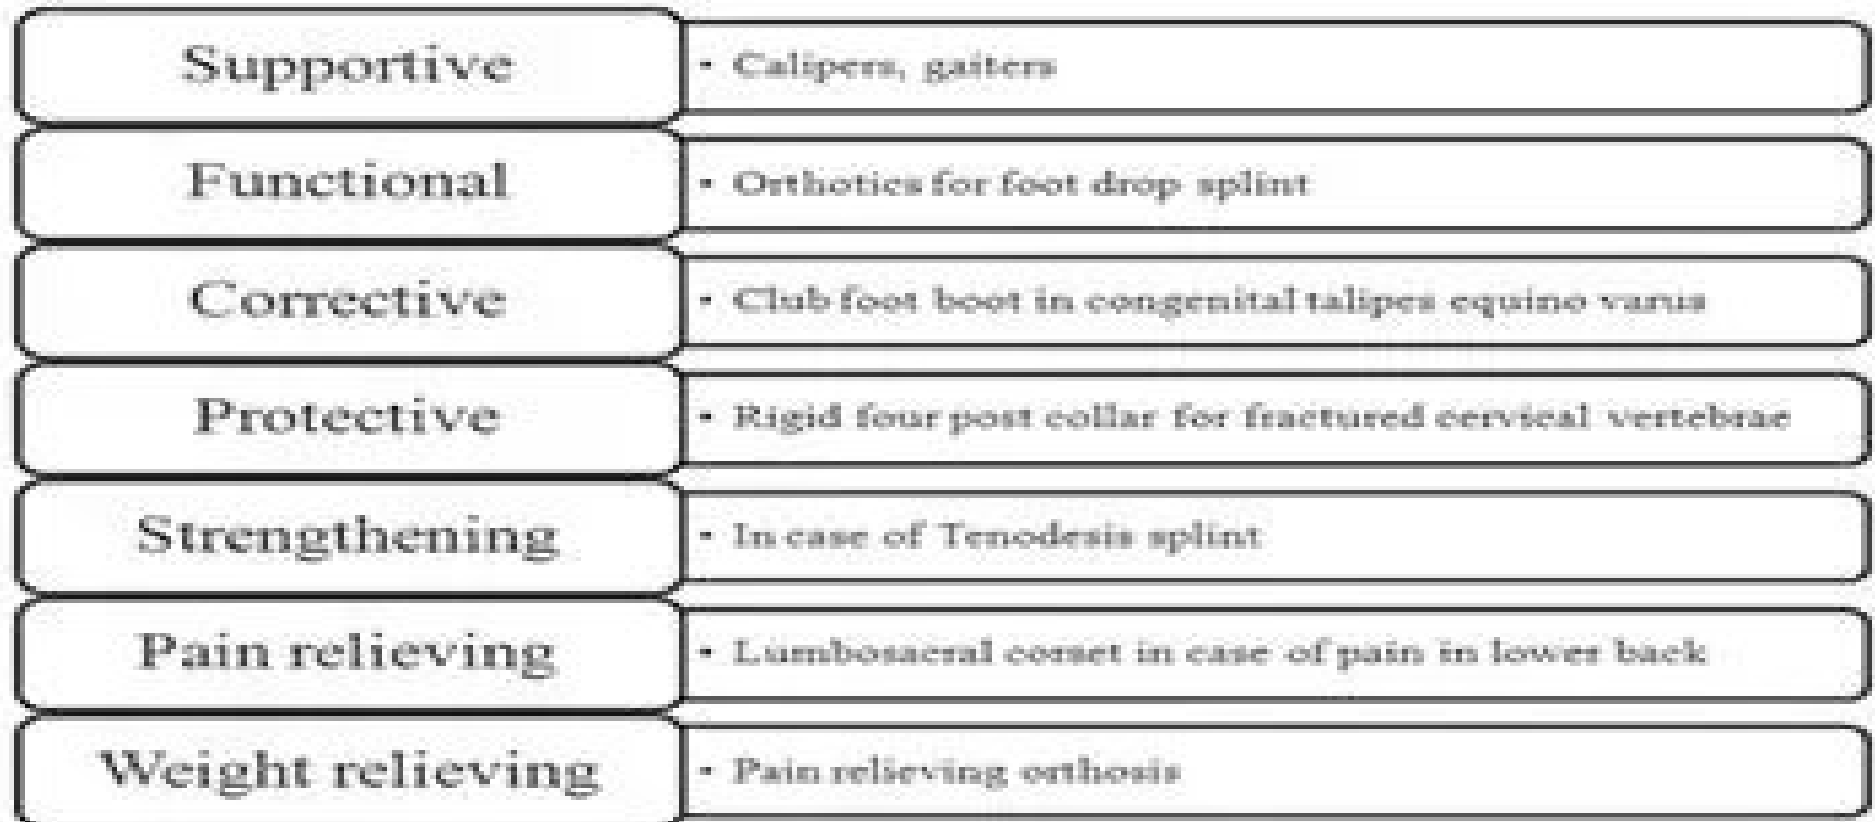 Supportive
• Calipers, gaiters
Functional
• Orthotics for foot drop splint
Corrective
• Club foot boot in congenital talipes equino varus
Protective
• Rigid four post collar for fractured cervical vertebrae
Strengthening
• In case of Tenodesis splint
Pain relieving
• Lumbosacral corset in case of pain in lower back
Weight relieving
• Pain relieving orthosis